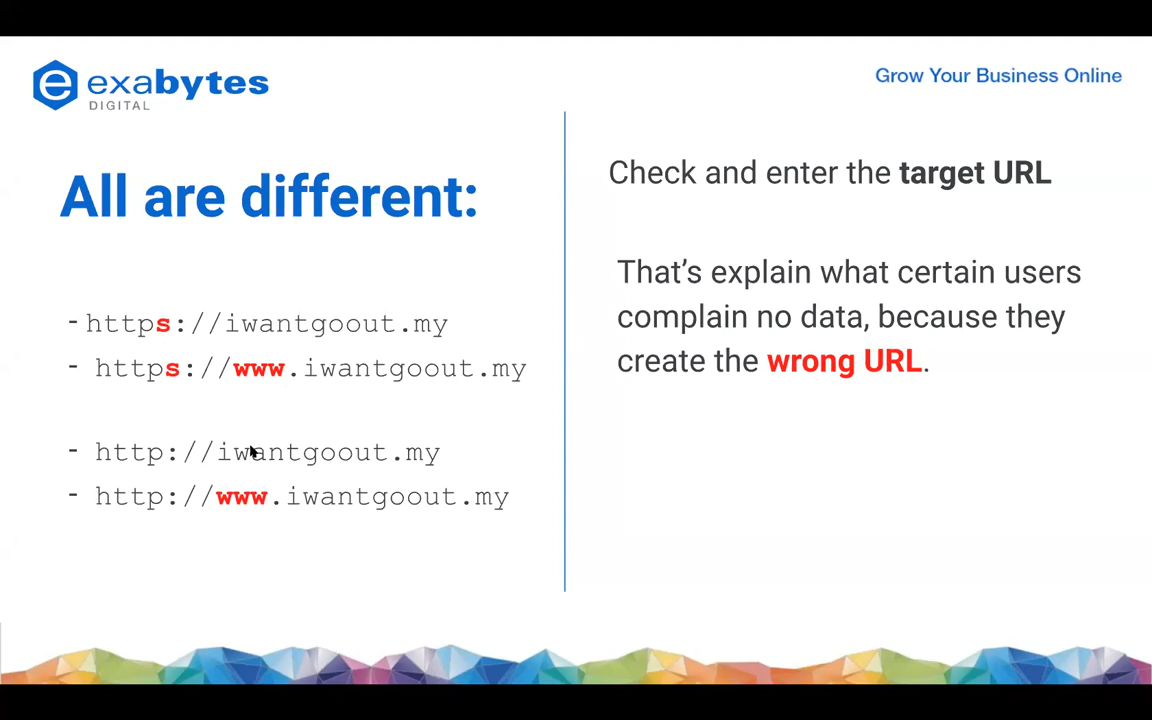 exabytes
DIGITAL
Grow Your Business Online
All are different:
- https://iwantgoout.my
- https://www.iwantgoout.my
- http://iwantgoout.my
- http://www.iwantgoout.my
Check and enter the target URL
That’s explain what certain users
complain no data, because they
create the wrong URL.